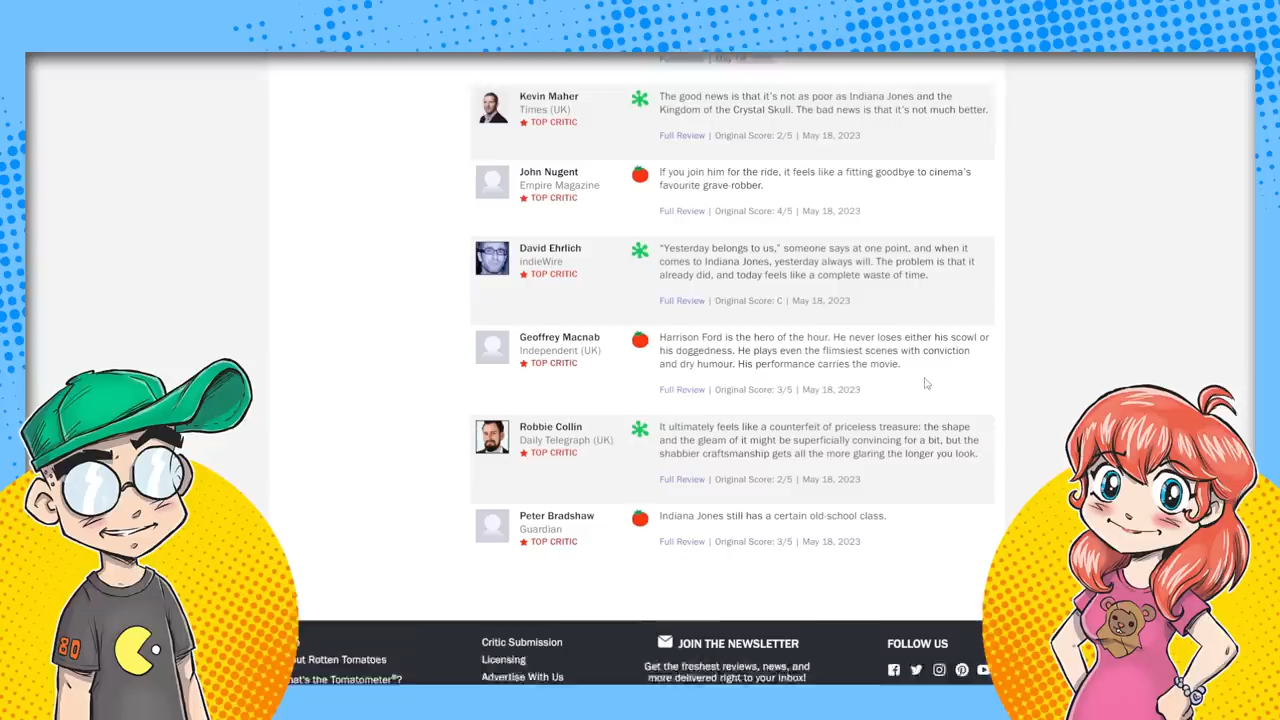 Kevin Maher
Times (UK)
TOP CRITIC
The good news is that it's not as poor as Indiana Jones and the
Kingdom of the Crystal Skull. The bad news is that it's not much better.
Full Review | Original Score: 2/5 | May 18, 2023
John Nugent
Empire Magazine
TOP CRITIC
If you join him for the ride, it feels like a fitting goodbye to cinema's
favourite grave-robber.
Full Review | Original Score: 4/5 | May 18, 2023
David Ehrlich
indieWire
TOP CRITIC
“Yesterday belongs to us,” someone says at one point, and when it
comes to Indiana Jones, yesterday always will. The problem is that it
already did, and today feels like a complete waste of time.
Full Review | Original Score: C | May 18, 2023
Geoffrey Macnab
Independent (UK)
TOP CRITIC
Harrison Ford is the hero of the hour. He never loses either his scowl or
his doggedness. He plays even the flimsiest scenes with conviction
and dry humour. His performance carries the movie.
Full Review | Original Score: 3/5 | May 18, 2023
Robbie Collin
Daily Telegraph (UK)
TOP CRITIC
It ultimately feels like a counterfeit of priceless treasure: the shape
and the gleam of it might be superficially convincing for a bit, but the
shabbier craftsmanship gets all the more glaring the longer you look.
Full Review | Original Score: 2/5 | May 18, 2023
Peter Bradshaw
Guardian
TOP CRITIC
Indiana Jones still has a certain old-school class.
Full Review | Original Score: 3/5 | May 18, 2023
Critic Submission
JOIN THE NEWSLETTER
FOLLOW US
ut Rotten Tomatoes
Licensing
Get the freshest reviews, news, and
at's the Tomatometer®?
Advertise With Us
more delivered right to your inbox!
80